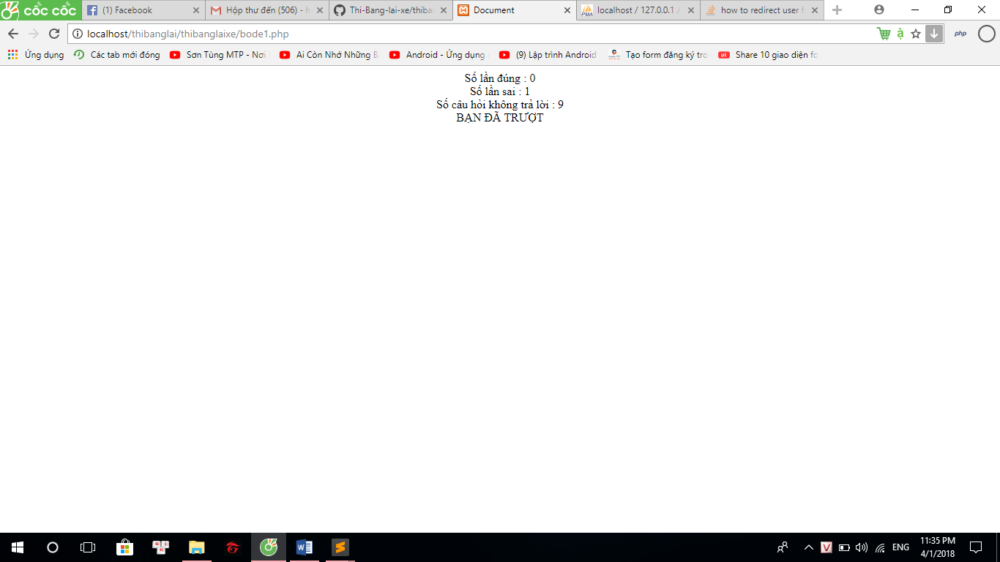 cốc cốc
(1) Facebook
Hộp thư đến (506) - h
Thi-Bang-lai-xe/thiba
Document
localhost / 127.0.0.1 /
how to redirect user f
localhost/thibanglai/thibanglaixe/bode1.php
php
Ứng dụng
Các tab mới đóng
Sơn Tùng MTP - Nơi
Ai Còn Nhớ Những B
Android - Ứng dụng
(9) Lập trình Android
Tạo form đăng ký tro
Share 10 giao diện fo
Số lần đúng : 0
Số lần sai : 1
Số câu hỏi không trả lời : 9
BẠN ĐÃ TRƯỢT
ENG
11:35 PM
4/1/2018